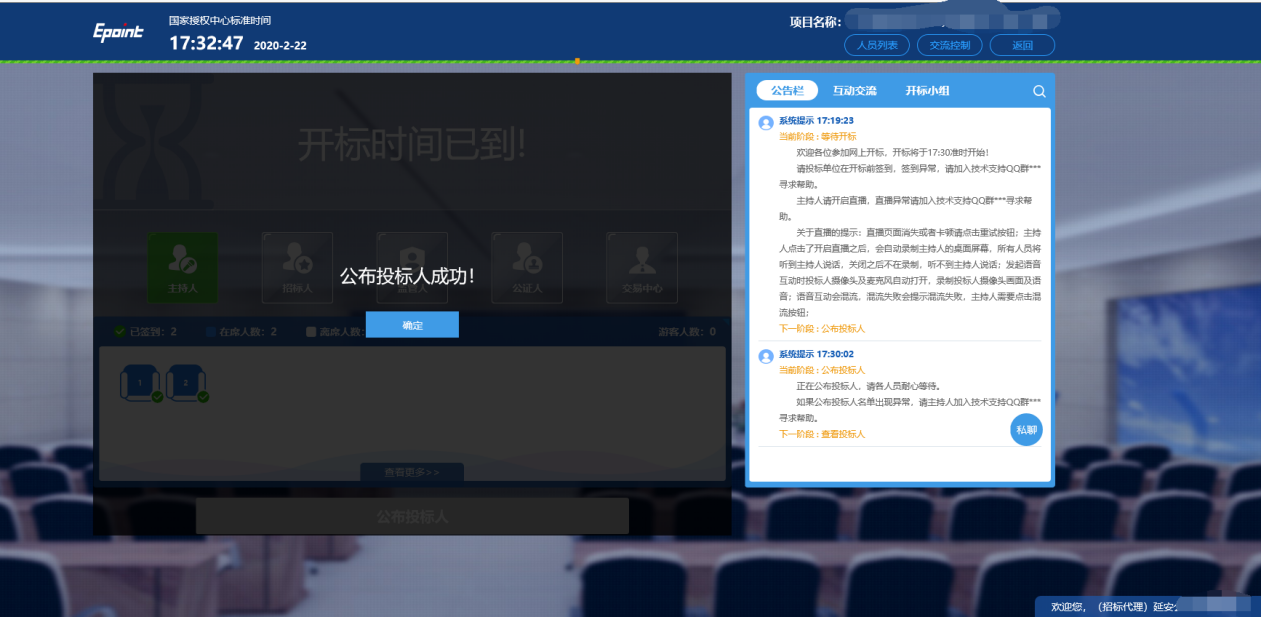 Epoint
国家授权中心标准时间
17:32:47 2020-2-22
项目名称:
人员列表 交流控制 返回
开标时间已到!
主持人 招标人 公证人 交易中心
公布投标人成功!
确定
已签到: 2 在席人数: 2 离席人数: 游客人数: 0
1 2
查看更多>>
公布投标人
公告栏 互动交流 开标小组
系统提示 17:19:23
当前阶段 : 等待开标
欢迎各位参加网上开标，开标将于17:30准时开始!
请投标单位在开标前签到，签到异常，请加入技术支持QQ群***
寻求帮助。
主持人请开启直播，直播异常请加入技术支持QQ群***寻求帮
助。
关于直播的提示：直播页面消失或者卡顿请点击重试按钮；主持
人点击了开启直播之后，会自动录制主持人的桌面屏幕，所有人员将
听到主持人说话，关闭之后不在录制，听不到主持人说话；发起语音
互动时投标人摄像头及麦克风自动打开，录制投标人摄像头画面及语
音；语音互动会混流，混流失败会提示混流失败，主持人需要点击混
流按钮；
下一阶段 : 公布投标人
系统提示 17:30:02
当前阶段 : 公布投标人
正在公布投标人，请各人员耐心等待。
如果公布投标人名单出现异常，请主持人加入技术支持QQ群***
寻求帮助。
下一阶段 : 查看投标人
私聊
欢迎您，（招标代理）延安